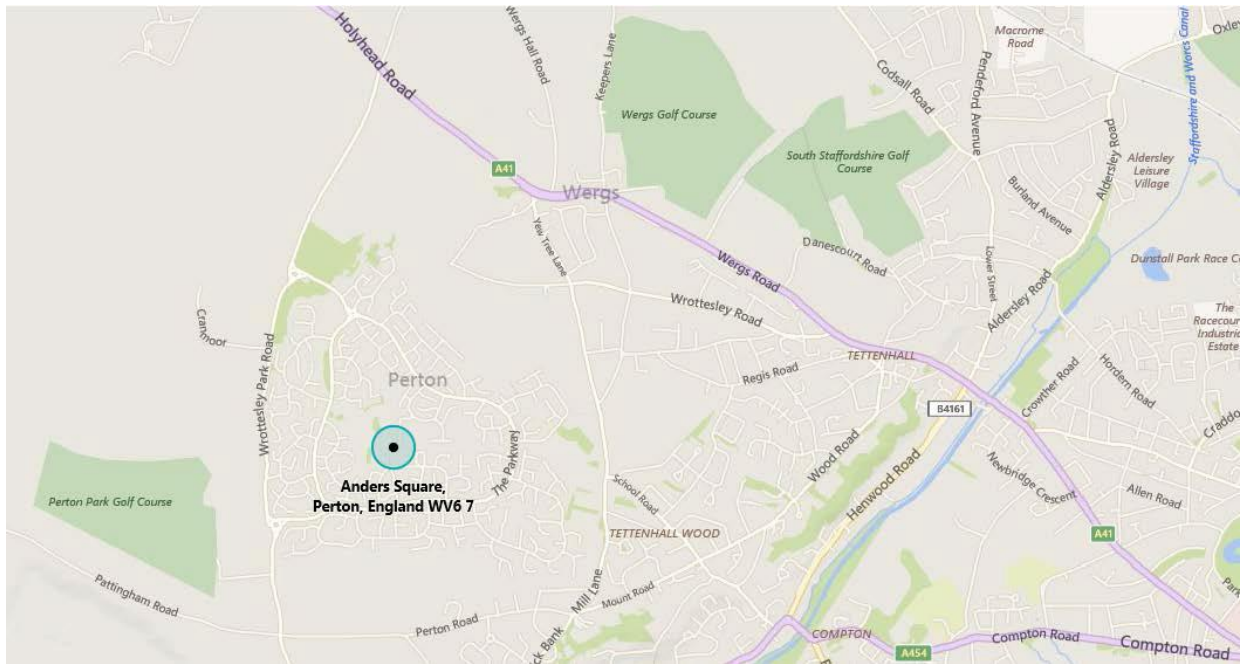 Holyhead Road
Wergs Hall Road
Keepers Lane
Wergs Golf Course
Codsall Road
Pendeford Avenue
Macrome
Road
Oxley
Staffordshire and Worcs Canal
South Staffordshire Golf
Course
Aldersley Road
Aldersley
Leisure
Village
Burland Avenue
A41
Wergs
Yew Tree Lane
Wergs Road
Danescourt Road
Lower Street
Dunstall Park Race
Aldersley Road
Wrottesley Road
The
Industrial
Estate
Cranmoor
Wrottesley Park Road
Perton
TETTENHALL
Regis Road
B4161
Crowther Road
Hordern Road
The Parkway
Wood Road
Henwood Road
Newbridge Crescent
Allen Road
Perton Park Golf Course
Anders Square,
Perton, England WV6 7
School Road
TETTENHALL WOOD
A41
Pattingham Road
Mill Lane
Mount Road
Perton Road
COMPTON
A454
Compton Road
Compton Road